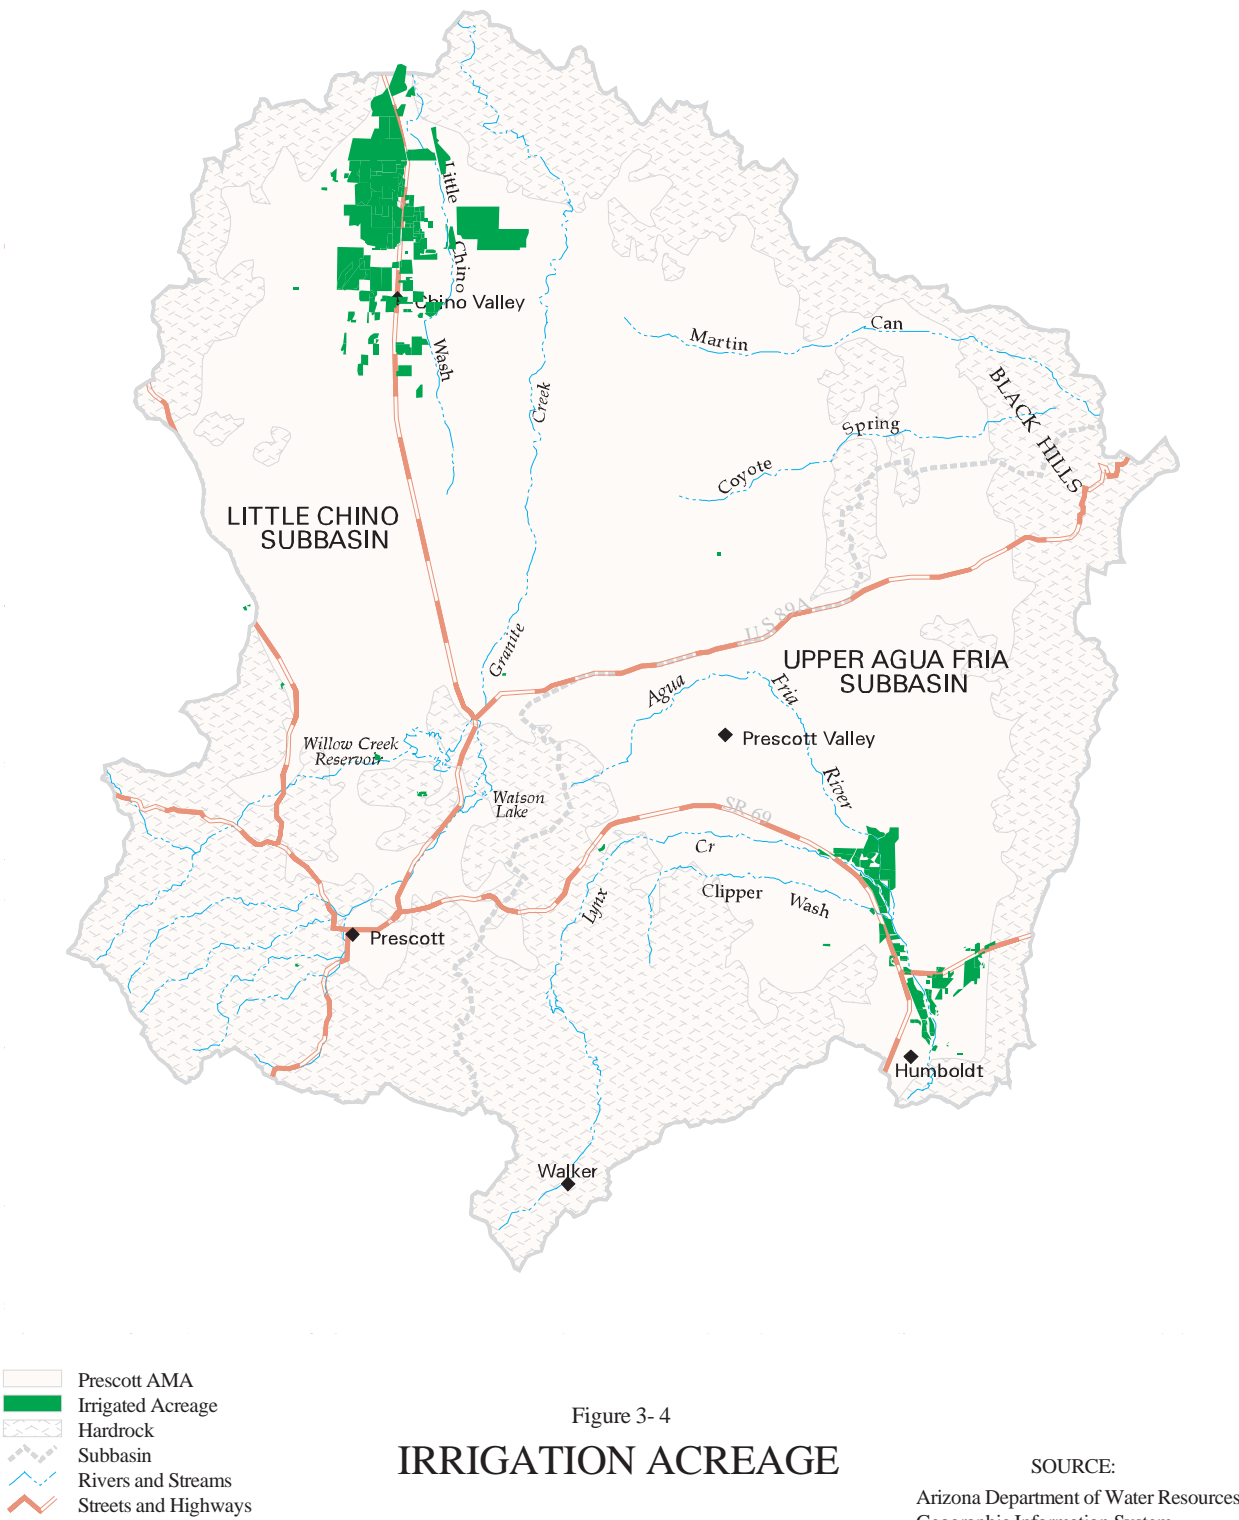 Little
Chino
Wash
Chino Valley
Creek
Granite
Martin
Can
BLACK HILLS
Spring
Coyote
LITTLE CHINO
SUBBASIN
U.S 89A
UPPER AGUA FRIA
SUBBASIN
Agua
Fria
River
Prescott Valley
Willow Creek
Reservoir
Watson
Lake
SR 69
Cr
Lynx
Clipper
Wash
Prescott
Humboldt
Walker
Prescott AMA
Irrigated Acreage
Hardrock
Subbasin
Rivers and Streams
Streets and Highways
Figure 3- 4
IRRIGATION ACREAGE
SOURCE:
Arizona Department of Water Resources
Geographic Information System